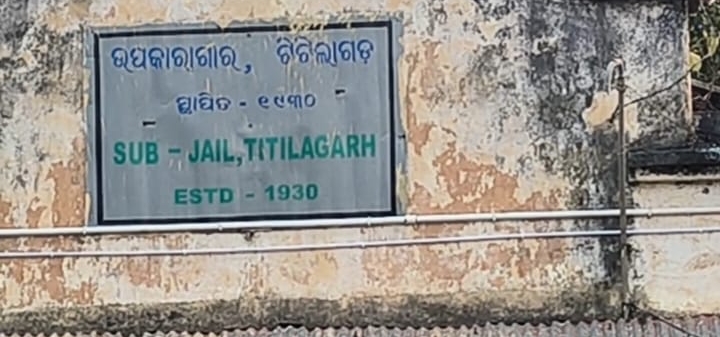 ଉପକାରାଗାର, ଟିଟିଲାଗଡ଼
ସ୍ଥାପିତ - ୧୯୩୦
SUB - JAIL, TITILAGARH
ESTD - 1930